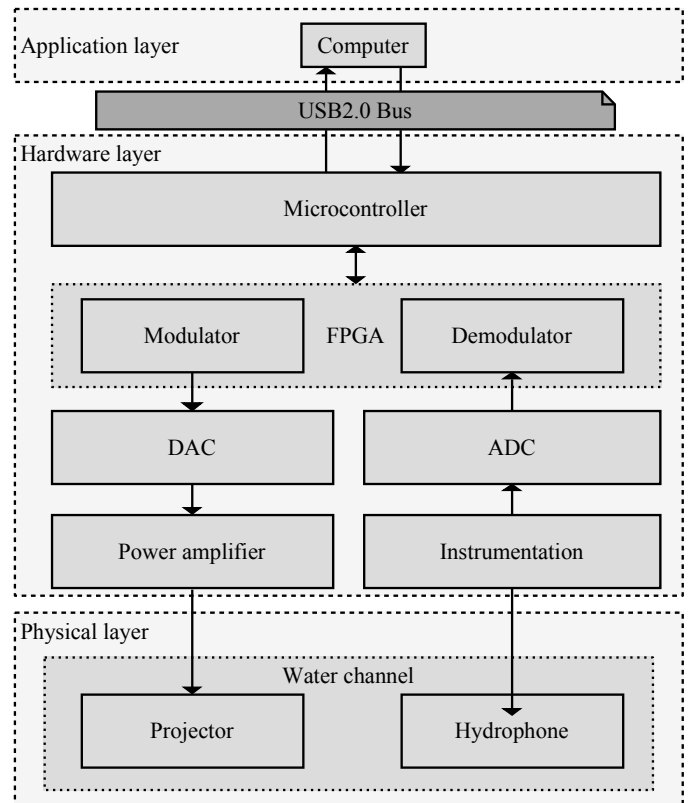 Application layer
Computer
USB2.0 Bus
Hardware layer
Microcontroller
Modulator
FPGA
Demodulator
DAC
ADC
Power amplifier
Instrumentation
Physical layer
Water channel
Projector
Hydrophone